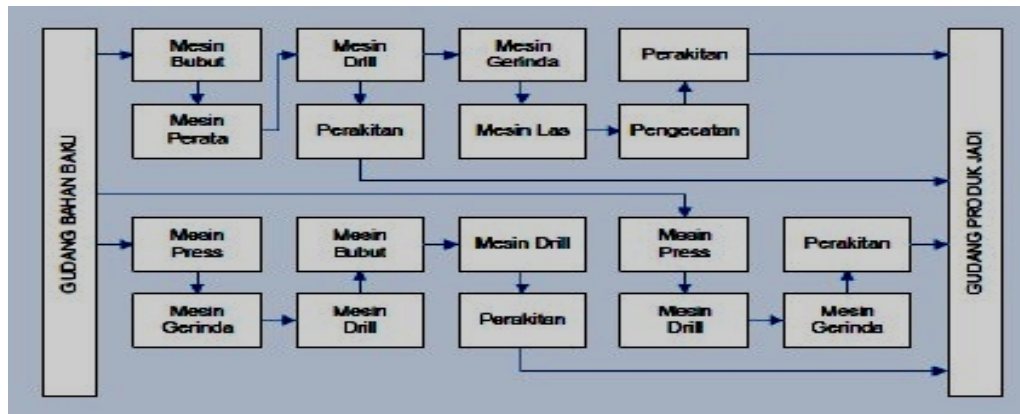 GUDANG BAHAN BAKU
Mesin
Bubut
Mesin
Drill
Mesin
Gerinda
Perakitan
Mesin
Perata
Perakitan
Mesin Las
Pengecatan
Mesin
Press
Mesin
Bubut
Mesin Drill
Mesin
Press
Perakitan
Mesin
Gerinda
Mesin
Drill
Perakitan
Mesin
Drill
Mesin
Gerinda
GUDANG PRODUK JADI